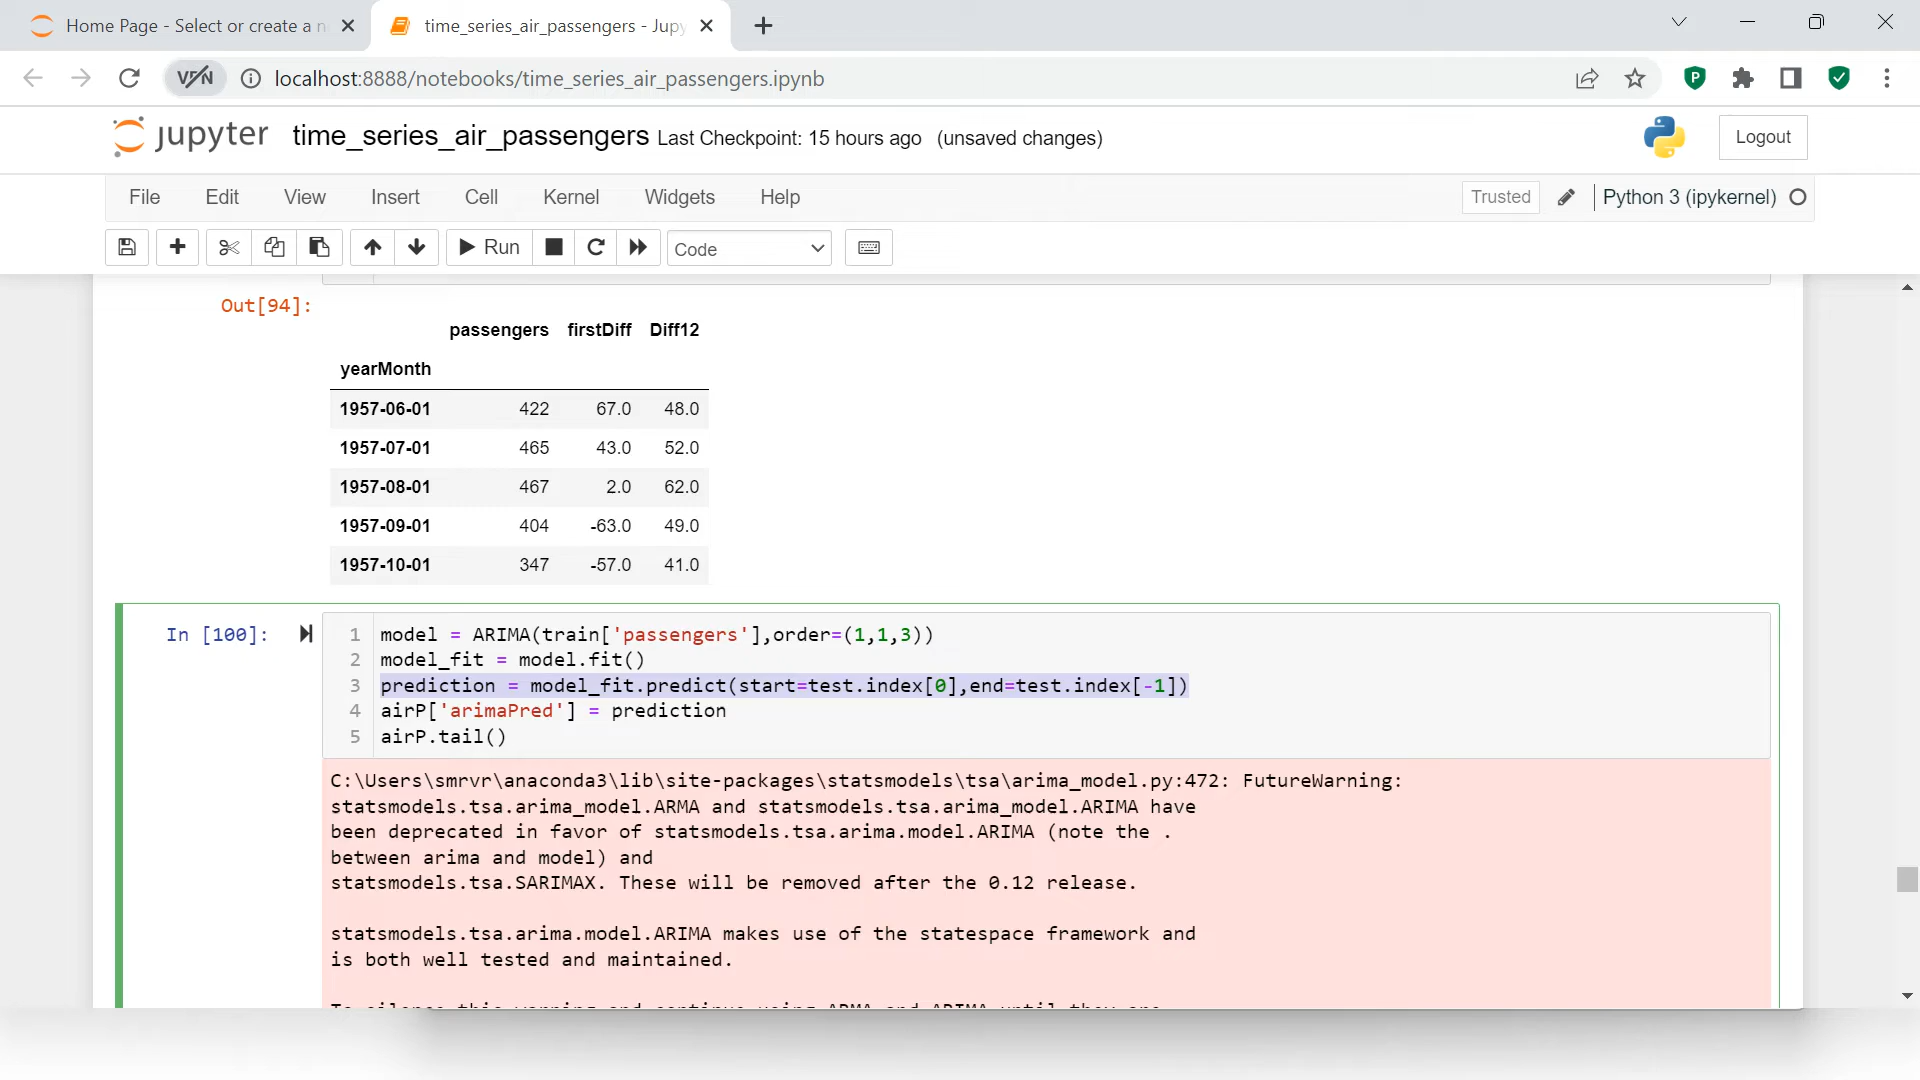 Home Page - Select or create a n
time_series_air_passengers - Jupy
VPN
localhost:8888/notebooks/time_series_air_passengers.ipynb
P
jupyter time_series_air_passengers Last Checkpoint: 15 hours ago (unsaved changes)
Logout
File Edit View Insert Cell Kernel Widgets Help
Trusted Python 3 (ipykernel)
Run Code
Out[94]:
passengers firstDiff Diff12
yearMonth
1957-06-01 422 67.0 48.0
1957-07-01 465 43.0 52.0
1957-08-01 467 2.0 62.0
1957-09-01 404 -63.0 49.0
1957-10-01 347 -57.0 41.0
In [100]:
1 model = ARIMA(train['passengers'],order=(1,1,3))
2 model_fit = model.fit()
3 prediction = model_fit.predict(start=test.index[0],end=test.index[-1])
4 airP['arimaPred'] = prediction
5 airP.tail()
C:\Users\smrvr\anaconda3\lib\site-packages\statsmodels\tsa\arima_model.py:472: FutureWarning:
statsmodels.tsa.arima_model.ARMA and statsmodels.tsa.arima_model.ARIMA have
been deprecated in favor of statsmodels.tsa.arima.model.ARIMA (note the .
between arima and model) and
statsmodels.tsa.SARIMAX. These will be removed after the 0.12 release.
statsmodels.tsa.arima.model.ARIMA makes use of the statespace framework and
is both well tested and maintained.